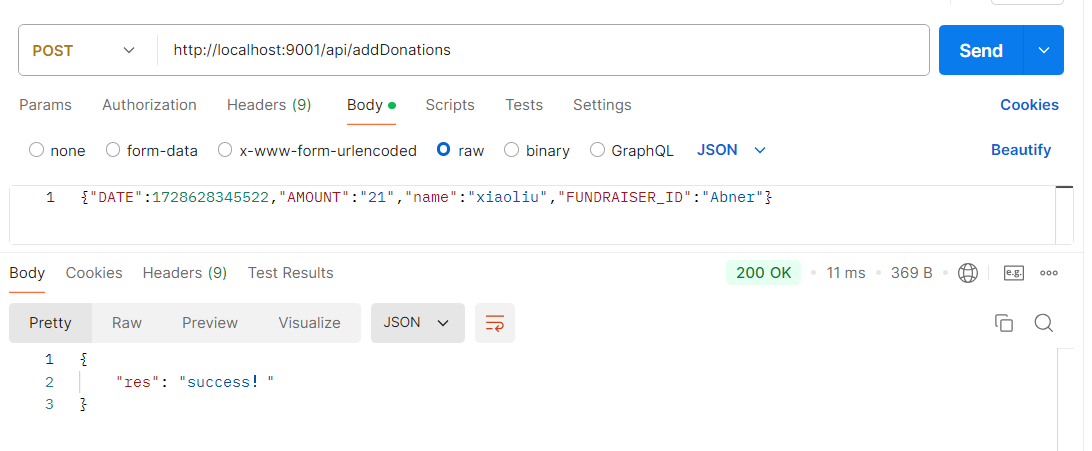 POST http://localhost:9001/api/addDonations Send
Params Authorization Headers (9) Body Scripts Tests Settings Cookies
none form-data x-www-form-urlencoded raw binary GraphQL JSON Beautify
1 {"DATE":1728628345522,"AMOUNT":"21","name":"xiaoliu","FUNDRAISER_ID":"Abner"}
Body Cookies Headers (9) Test Results 200 OK 11 ms 369 B e.g.
Pretty Raw Preview Visualize JSON
1 {
2 "res": "success! "
3 }